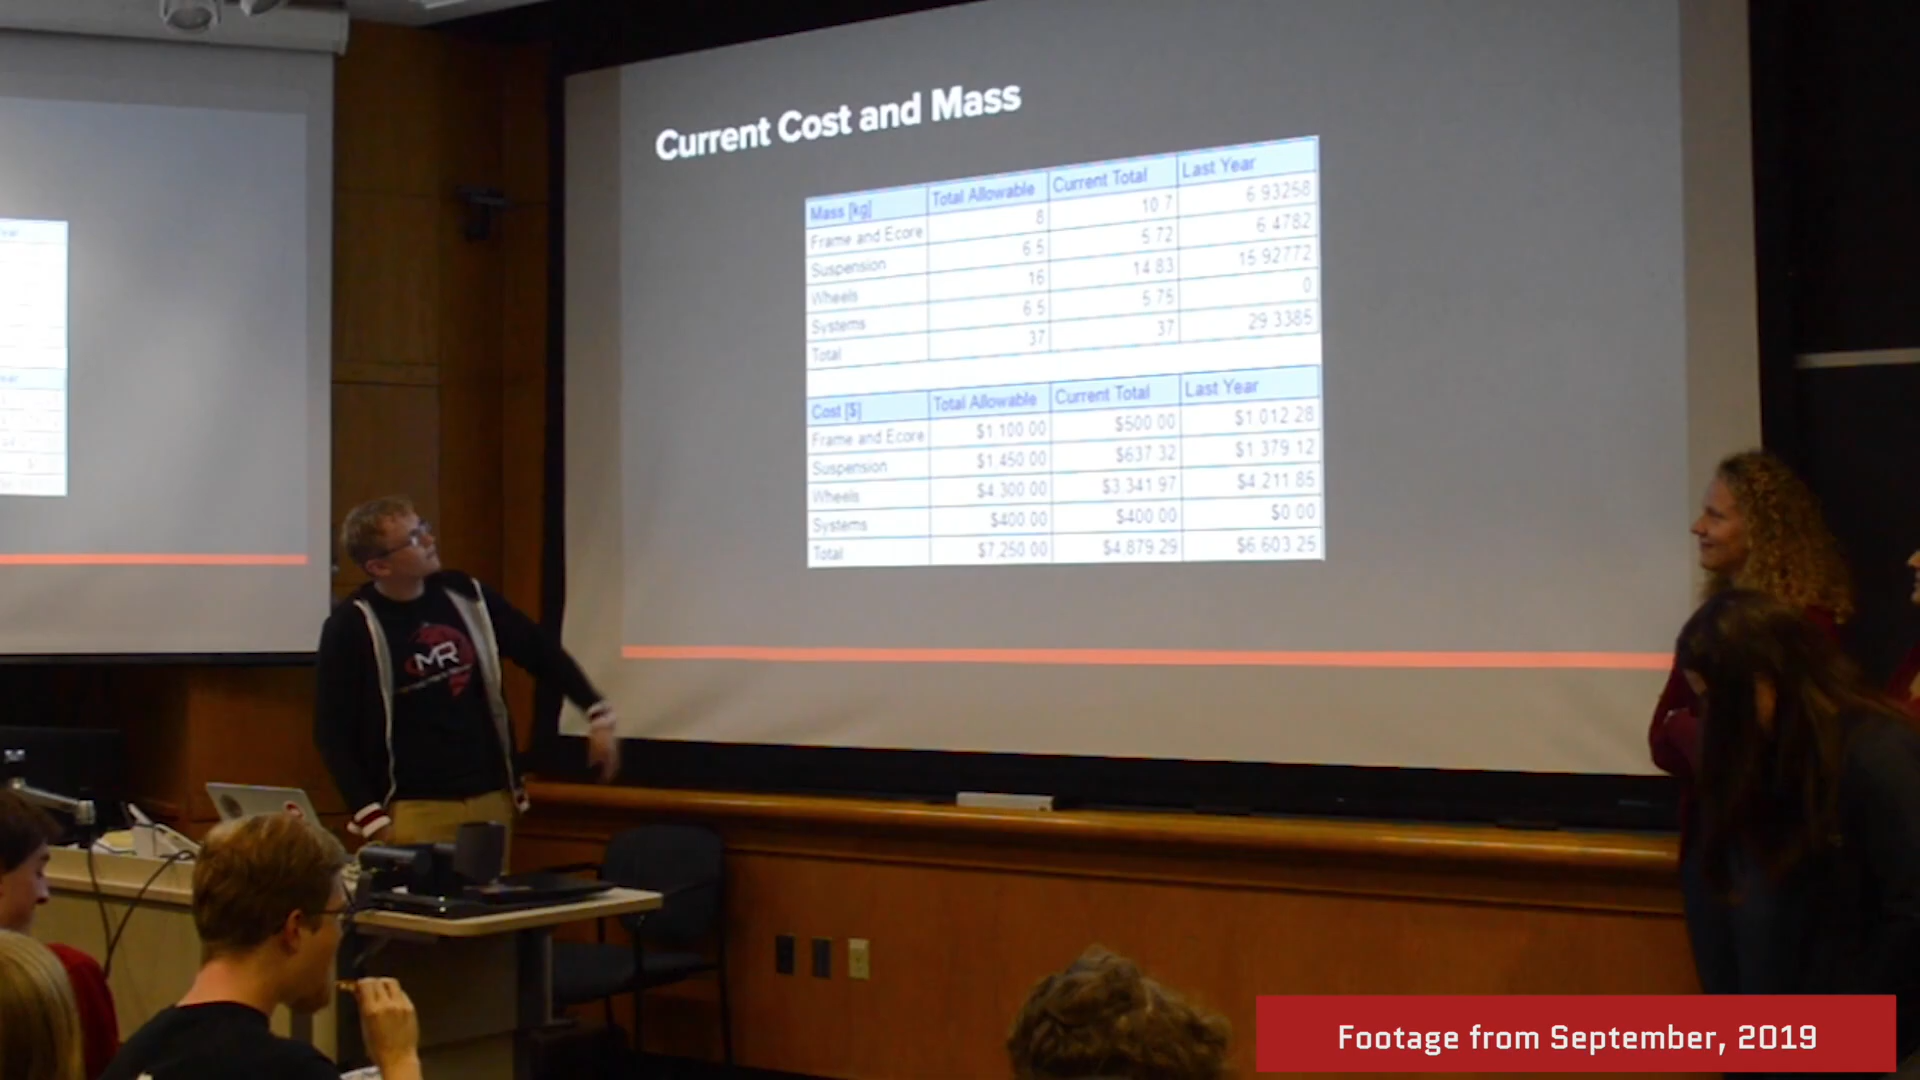 Current Cost and Mass
Mass [kg] Total Allowable Current Total Last Year
Frame and Ecore 8 10 7 6 93258
Suspension 6 5 5 72 6 4782
Wheels 16 14 83 15 92772
Systems 6 5 5 75 0
Total 37 37 29 3385
Cost [$] Total Allowable Current Total Last Year
Frame and Ecore $1 100 00 $500 00 $1 012 28
Suspension $1,450 00 $637 32 $1 379 12
Wheels $4 300 00 $3 341 97 $4 211 85
Systems $400 00 $400 00 $0 00
Total $7,250 00 $4 879 29 $6 603 25
MR
Footage from September, 2019